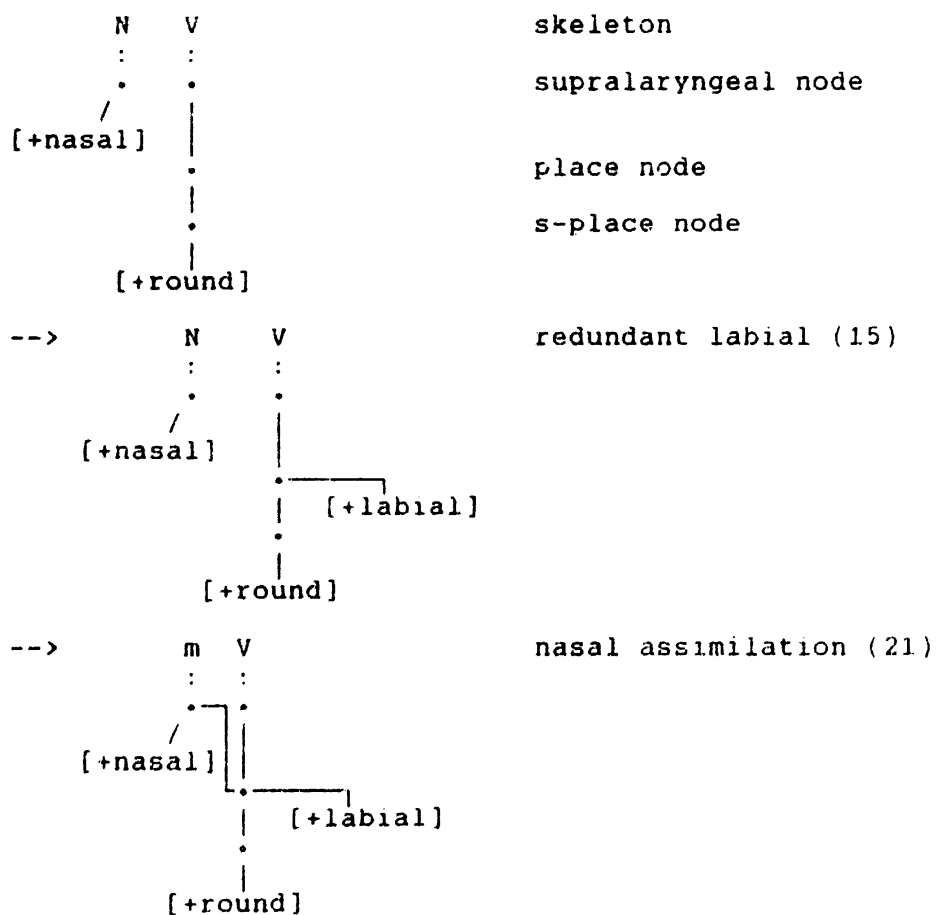 N V skeleton
: :
. . supralaryngeal node
[+nasal]
. place node
. s-place node
[+round]
--> N V redundant labial (15)
: :
. .
[+nasal]
.
[+labial]
.
[+round]
--> m V nasal assimilation (21)
: :
. .
[+nasal]
.
[+labial]
.
[+round]